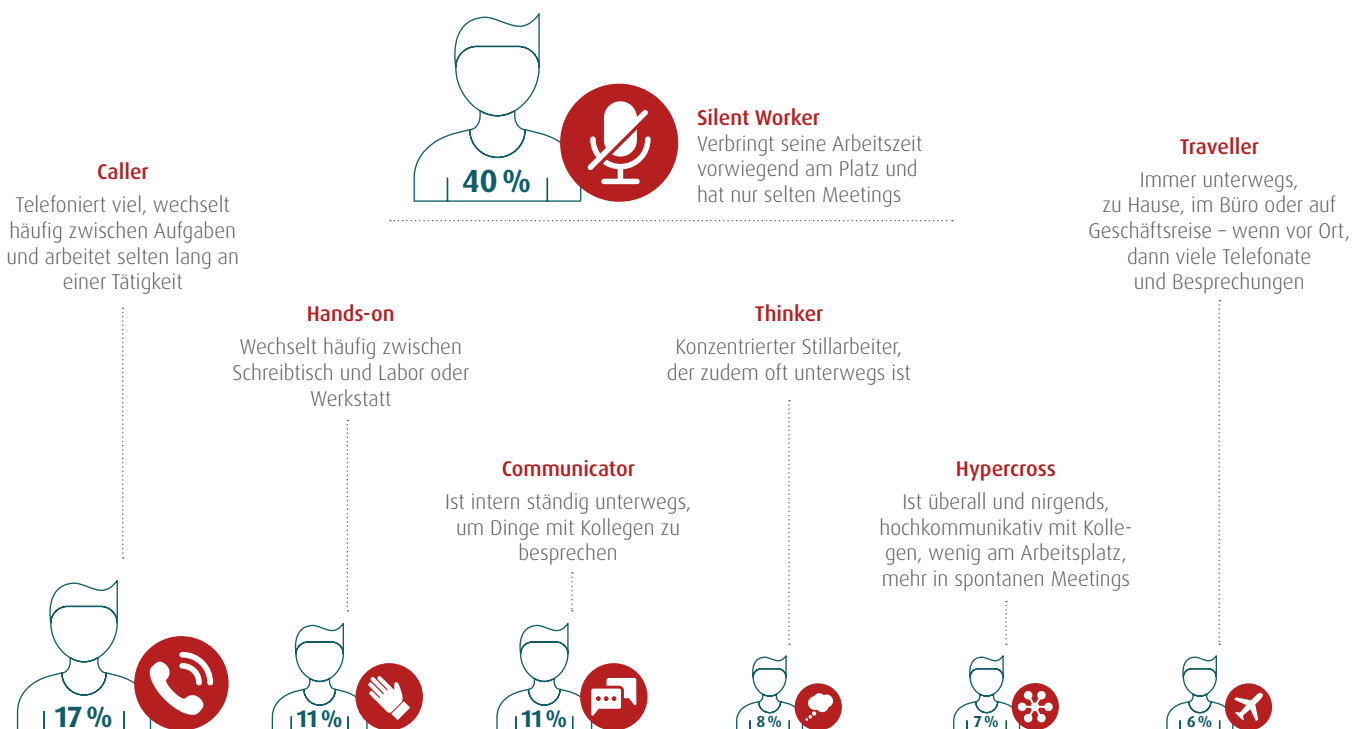 40 %
Silent Worker
Verbringt seine Arbeitszeit
vorwiegend am Platz und
hat nur selten Meetings
Caller
Telefoniert viel, wechselt
häufig zwischen Aufgaben
und arbeitet selten lang an
einer Tätigkeit
Traveller
Immer unterwegs,
zu Hause, im Büro oder auf
Geschäftsreise – wenn vor Ort,
dann viele Telefonate
und Besprechungen
Hands-on
Wechselt häufig zwischen
Schreibtisch und Labor oder
Werkstatt
Thinker
Konzentrierter Stillarbeiter,
der zudem oft unterwegs ist
Communicator
Ist intern ständig unterwegs,
um Dinge mit Kollegen zu
besprechen
Hypercross
Ist überall und nirgends,
hochkommunikativ mit Kolle-
gen, wenig am Arbeitsplatz,
mehr in spontanen Meetings
17 %
11 %
11 %
8 %
7 %
6 %